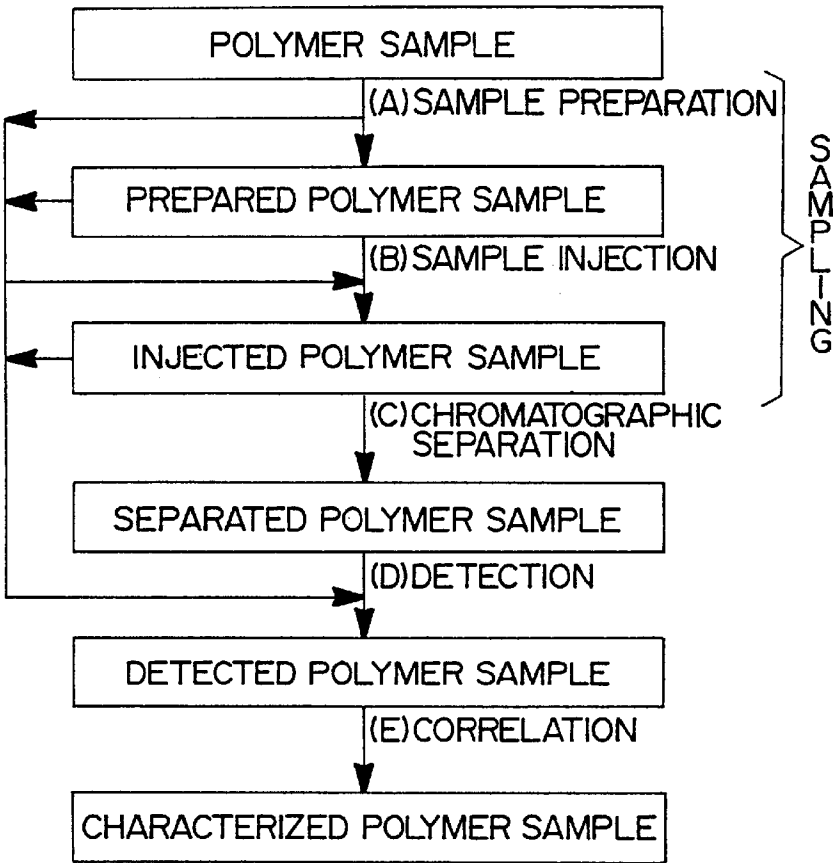 POLYMER SAMPLE
(A) SAMPLE PREPARATION
PREPARED POLYMER SAMPLE
(B) SAMPLE INJECTION
INJECTED POLYMER SAMPLE
(C) CHROMATOGRAPHIC
SEPARATION
SEPARATED POLYMER SAMPLE
(D) DETECTION
DETECTED POLYMER SAMPLE
(E) CORRELATION
CHARACTERIZED POLYMER SAMPLE
SAMPLING